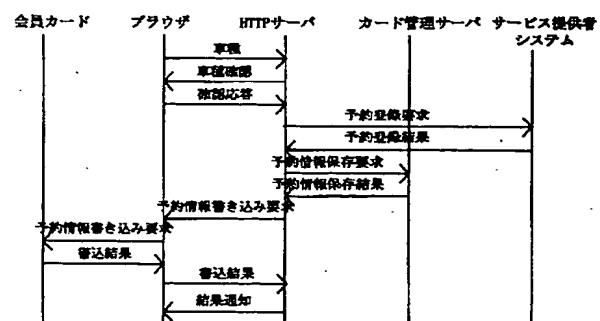 会員カード
ブラウザ
HTTPサーバ
カード管理サーバ
サービス提供者
システム
車種
車種確認
確認応答
予約登録要求
予約登録結果
予約情報保存要求
予約情報保存結果
予約情報書き込み要求
予約情報書き込み要求
書込結果
書込結果
結果通知